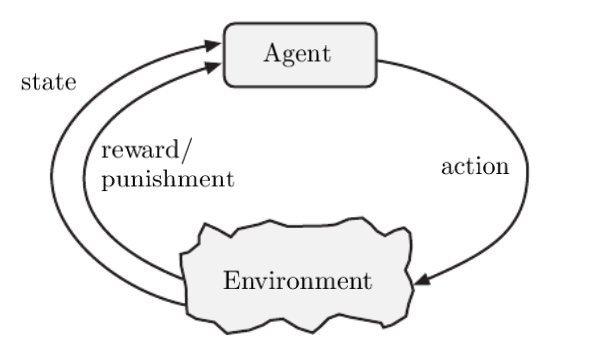 Agent
state
reward/
punishment
action
Environment